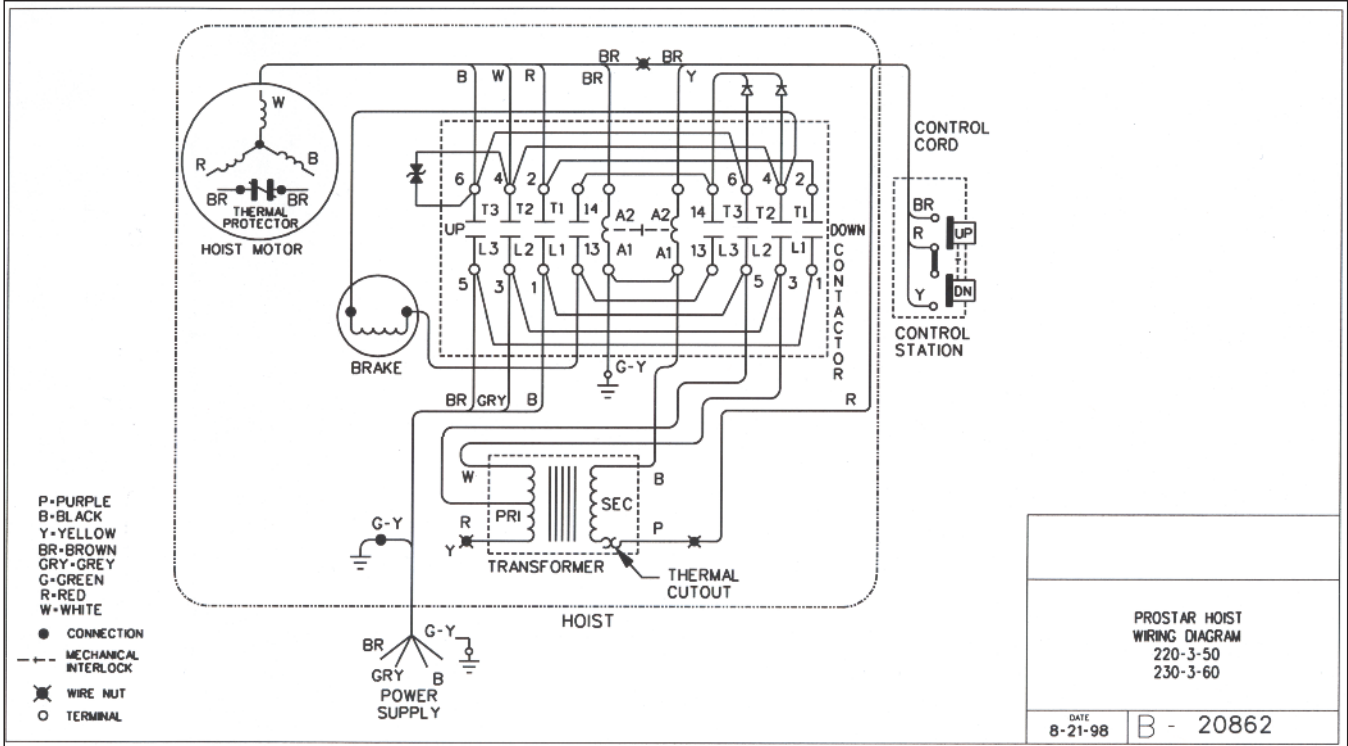 BR BR
B W R BR Y
W
R B
BR BR
THERMAL
PROTECTOR
HOIST MOTOR
CONTROL
CORD
6 4 2 6 4 2
T3 T2 T1 14 A2 A2 14 T3 T2 T1
UP DOWN
L3 L2 L1 13 A1 A1 13 L3 L2 L1
5 3 1 5 3 1
CONTACTOR
BR
R UP
Y DN
CONTROL
STATION
BRAKE
G-Y
BR GRY B R
W B
PRI SEC
R P
Y
TRANSFORMER
THERMAL
CUTOUT
G-Y
HOIST
P-PURPLE
B-BLACK
Y-YELLOW
BR-BROWN
GRY-GREY
G-GREEN
R-RED
W-WHITE
CONNECTION
MECHANICAL
INTERLOCK
WIRE NUT
TERMINAL
BR G-Y
GRY B
POWER
SUPPLY
PROSTAR HOIST
WIRING DIAGRAM
220-3-50
230-3-60
DATE
8-21-98 B - 20862